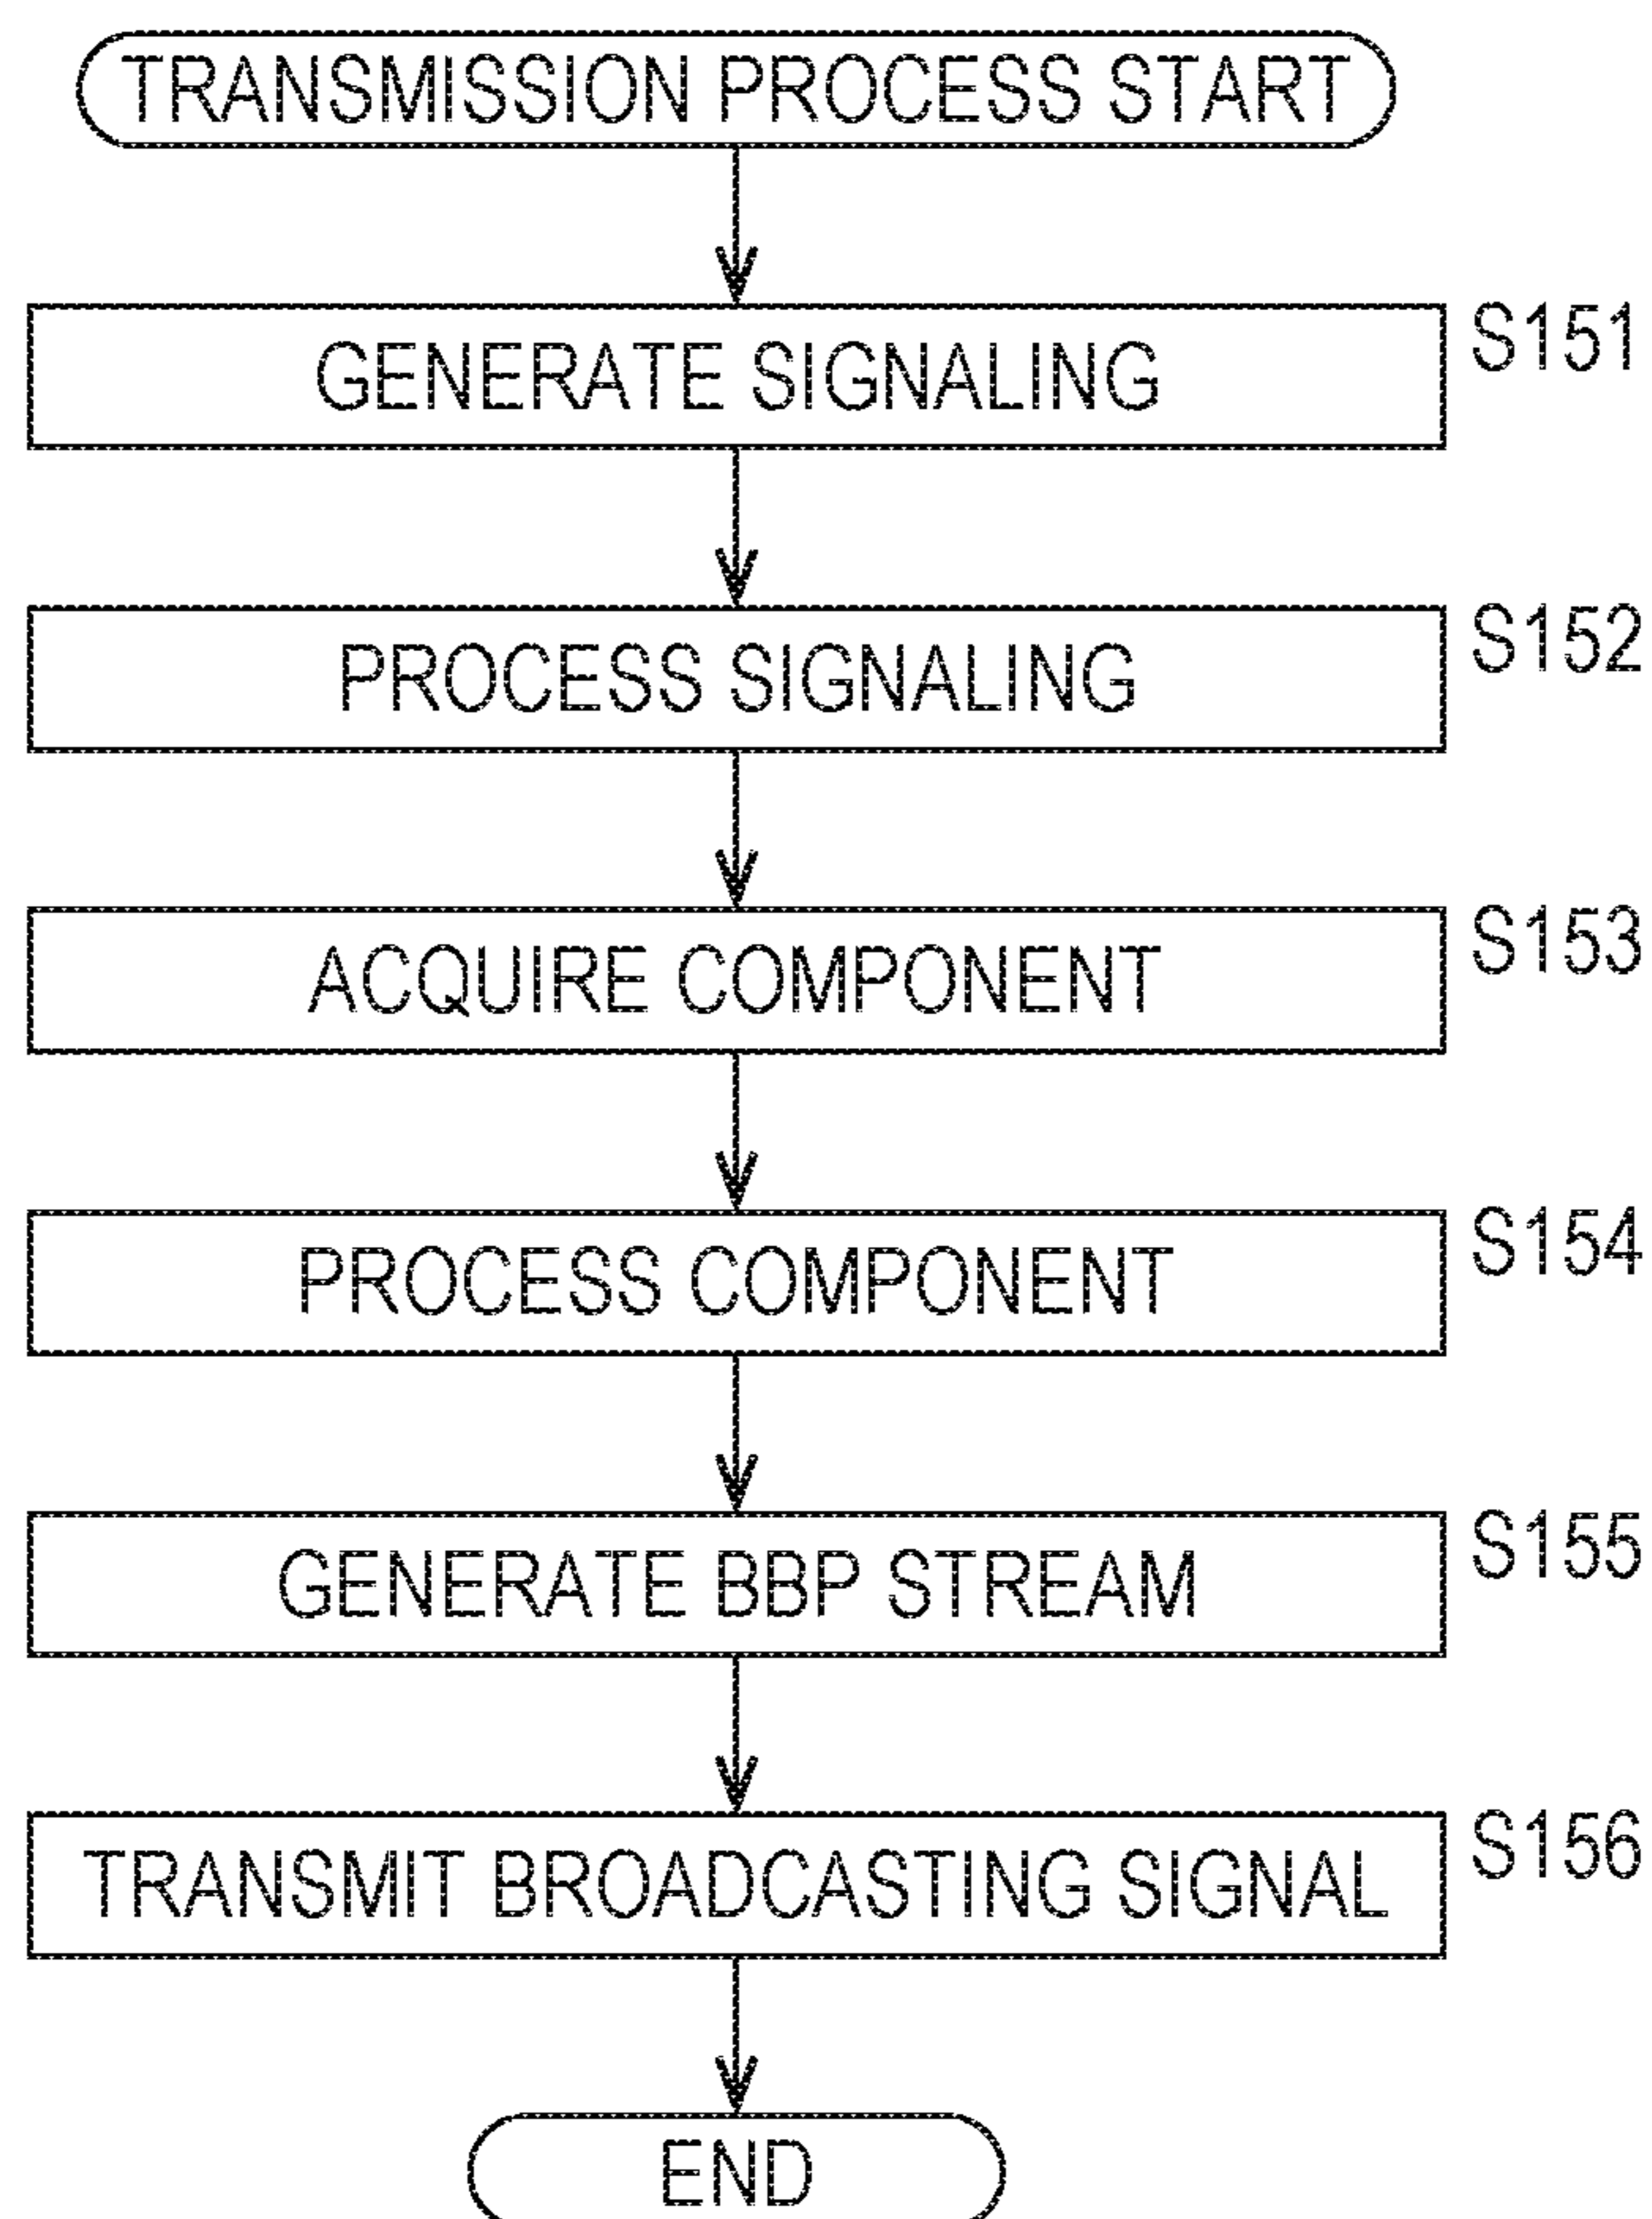 TRANSMISSION PROCESS START
GENERATE SIGNALING
S151
PROCESS SIGNALING
S152
ACQUIRE COMPONENT
S153
PROCESS COMPONENT
S154
GENERATE BBP STREAM
S155
TRANSMIT BROADCASTING SIGNAL
S156
END